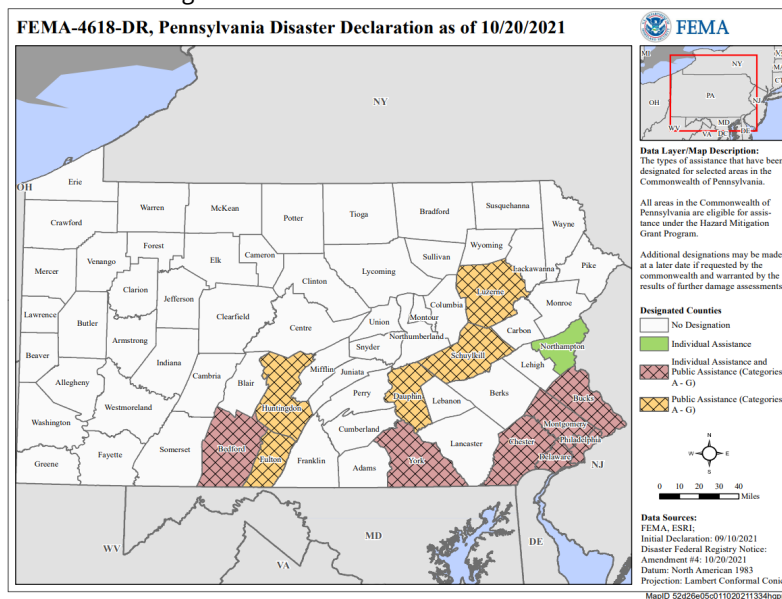 FEMA-4618-DR, Pennsylvania Disaster Declaration as of 10/20/2021
FEMA
NY
OH
Erie
Crawford
Warren
McKean
Potter
Tioga
Bradford
Susquehanna
Wayne
Mercer
Venango
Forest
Elk
Cameron
Clinton
Lycoming
Sullivan
Wyoming
Lackawanna
Pike
Lawrence
Butler
Clarion
Jefferson
Clearfield
Centre
Union
Montour
Columbia
Luzerne
Monroe
Carbon
Beaver
Armstrong
Indiana
Snyder
Northumberland
Schuylkill
Northampton
Lehigh
Allegheny
Cambria
Blair
Mifflin
Juniata
Perry
Dauphin
Lebanon
Berks
Bucks
Westmoreland
Huntingdon
Cumberland
Montgomery
Washington
Somerset
Bedford
Fulton
Franklin
Adams
York
Lancaster
Chester
Philadelphia
Delaware
Greene
Fayette
NJ
WV
VA
MD
DE
NY
OH
PA
NJ
WV
VA
MD
DC
DE
Data Layer/Map Description:
The types of assistance that have been
designated for selected areas in the
Commonwealth of Pennsylvania.
All areas in the Commonwealth of
Pennsylvania are eligible for assis-
tance under the Hazard Mitigation
Grant Program.
Additional designations may be made
at a later date if requested by the
commonwealth and warranted by the
results of further damage assessments
Designated Counties
No Designation
Individual Assistance
Individual Assistance and
Public Assistance (Categories
A - G)
Public Assistance (Categories
A - G)
N
W E
S
0 10 20 30 40
Miles
Data Sources:
FEMA, ESRI;
Initial Declaration: 09/10/2021
Disaster Federal Registry Notice:
Amendment #4: 10/20/2021
Datum: North American 1983
Projection: Lambert Conformal Conic
MapID 52d26e05c011020211334hqp